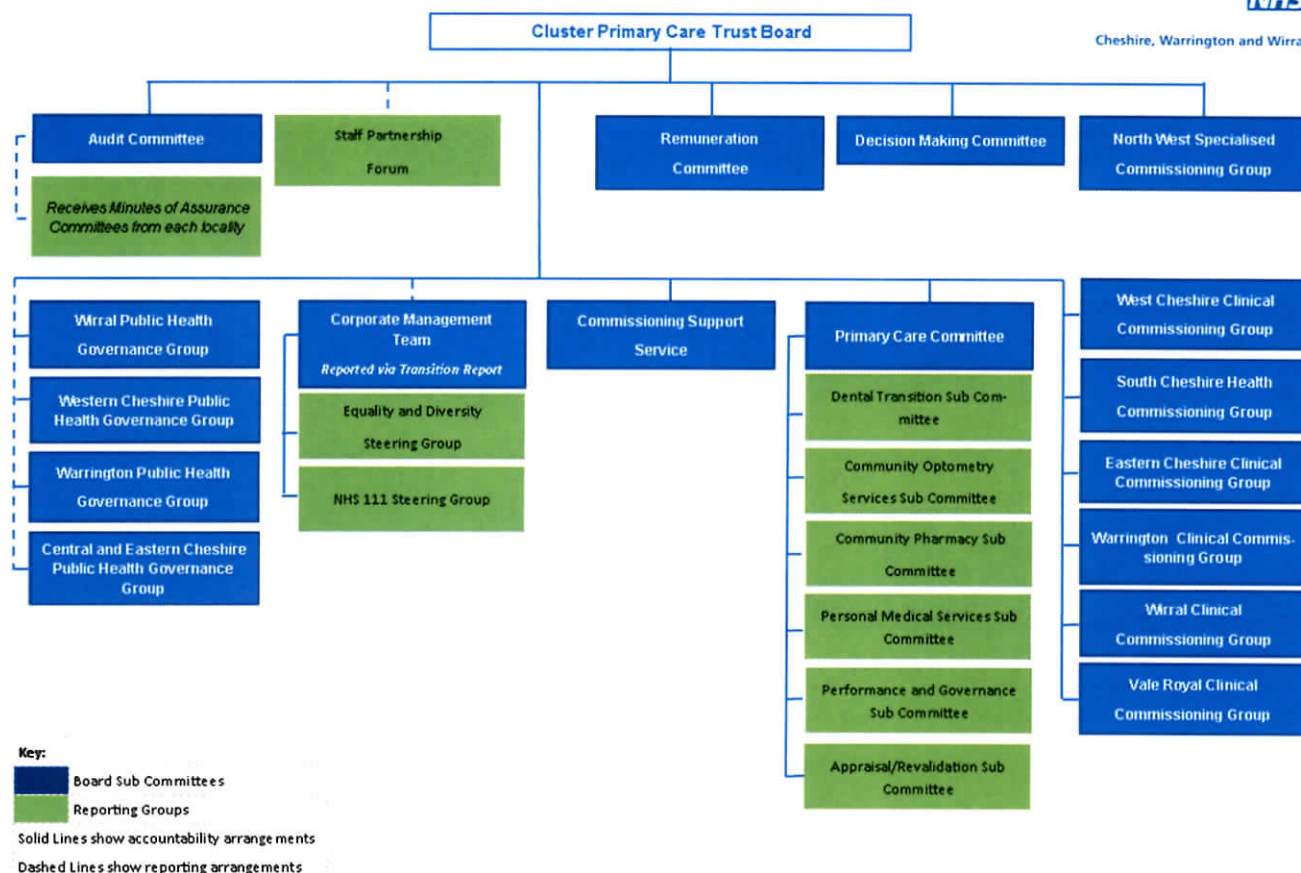 NHS
Cheshire, Warrington and Wirra
Cluster Primary Care Trust Board
Audit Committee
Receives Minutes of Assurance
Committees from each locality
Staff Partnership
Forum
Remuneration
Committee
Decision Making Committee
North West Specialised
Commissioning Group
Wirral Public Health
Governance Group
Western Cheshire Public
Health Governance Group
Warrington Public Health
Governance Group
Central and Eastern Cheshire
Public Health Governance
Group
Corporate Management
Team
Reported via Transition Report
Equality and Diversity
Steering Group
NHS 111 Steering Group
Commissioning Support
Service
Primary Care Committee
Dental Transition Sub Com-
mittee
Community Optometry
Services Sub Committee
Community Pharmacy Sub
Committee
Personal Medical Services Sub
Committee
Performance and Governance
Sub Committee
Appraisal/Revalidation Sub
Committee
West Cheshire Clinical
Commissioning Group
South Cheshire Health
Commissioning Group
Eastern Cheshire Clinical
Commissioning Group
Warrington Clinical Commis-
sioning Group
Wirral Clinical
Commissioning Group
Vale Royal Clinical
Commissioning Group
Key:
Board Sub Committees
Reporting Groups
Solid Lines show accountability arrangements
Dashed Lines show reporting arrangements